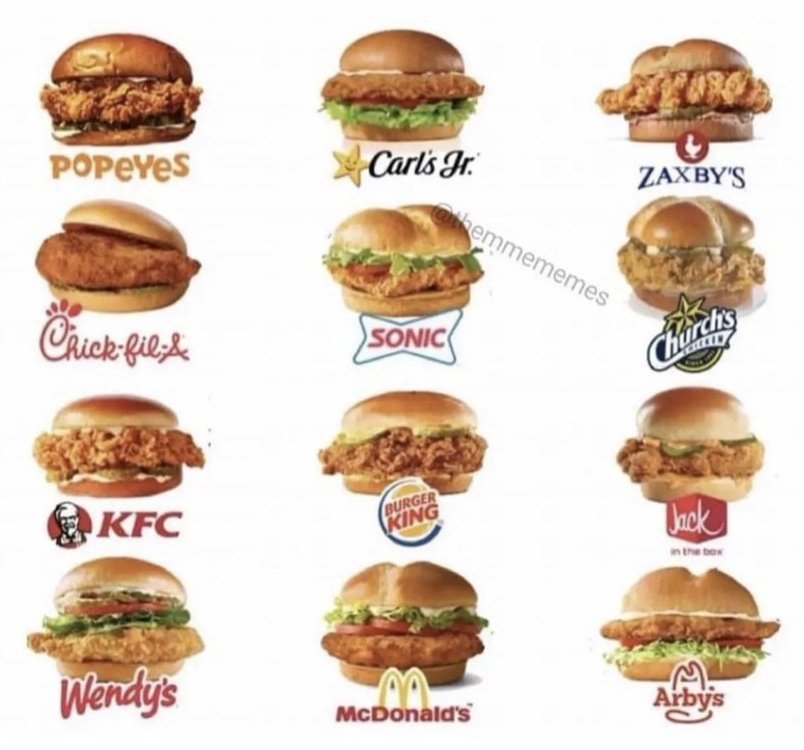 POPEYES
Carl's Jr.
ZAXBY'S
@themmememes
Chick-fil-A
SONIC
Church's
CHICKEN
KFC
BURGER
KING
Jack
in the box
Wendy's
McDonald's
Arby's